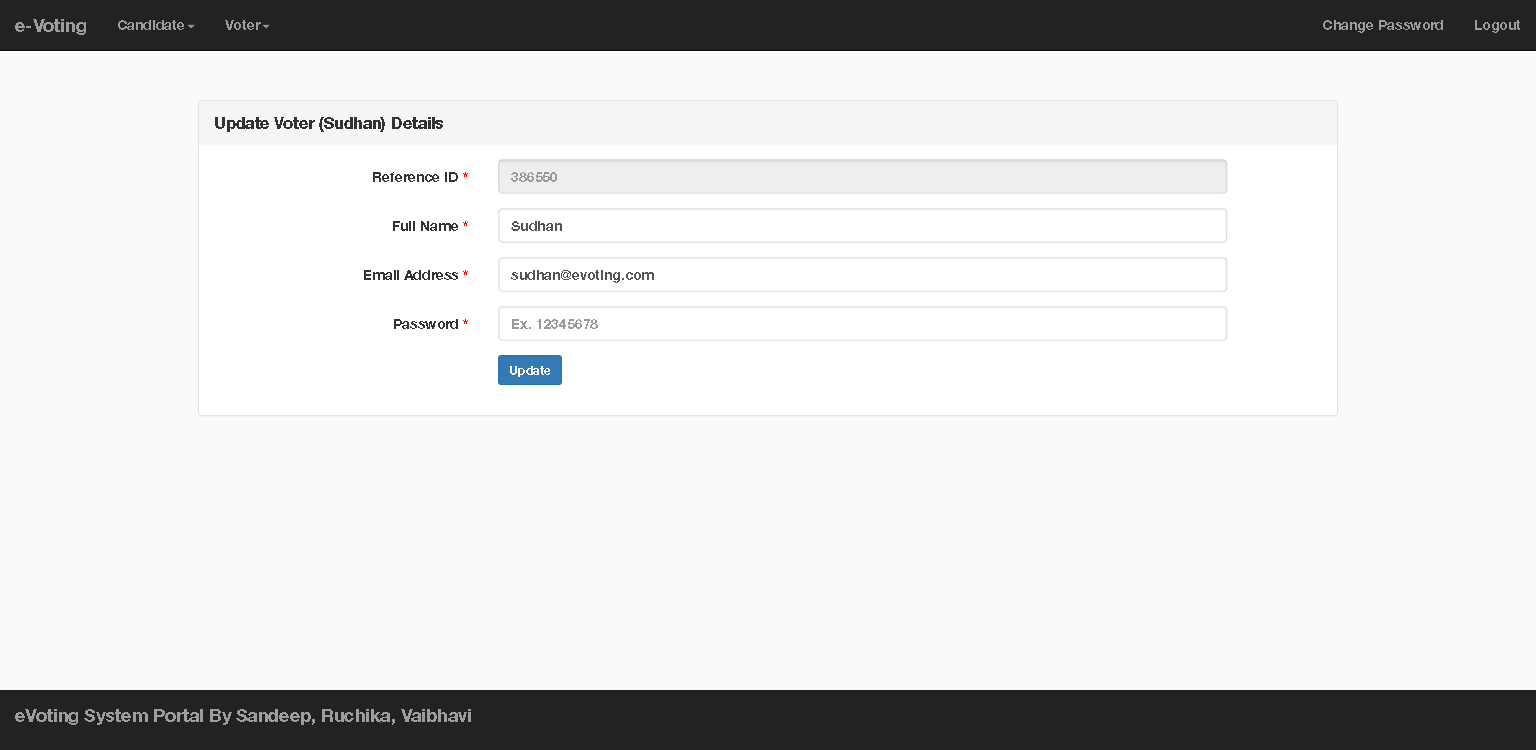 e-Voting Candidate Voter Change Password Logout
Update Voter (Sudhan) Details
Reference ID * 386550
Full Name * Sudhan
Email Address * sudhan@evoting.com
Password * Ex. 12345678
Update
eVoting System Portal By Sandeep, Ruchika, Vaibhavi